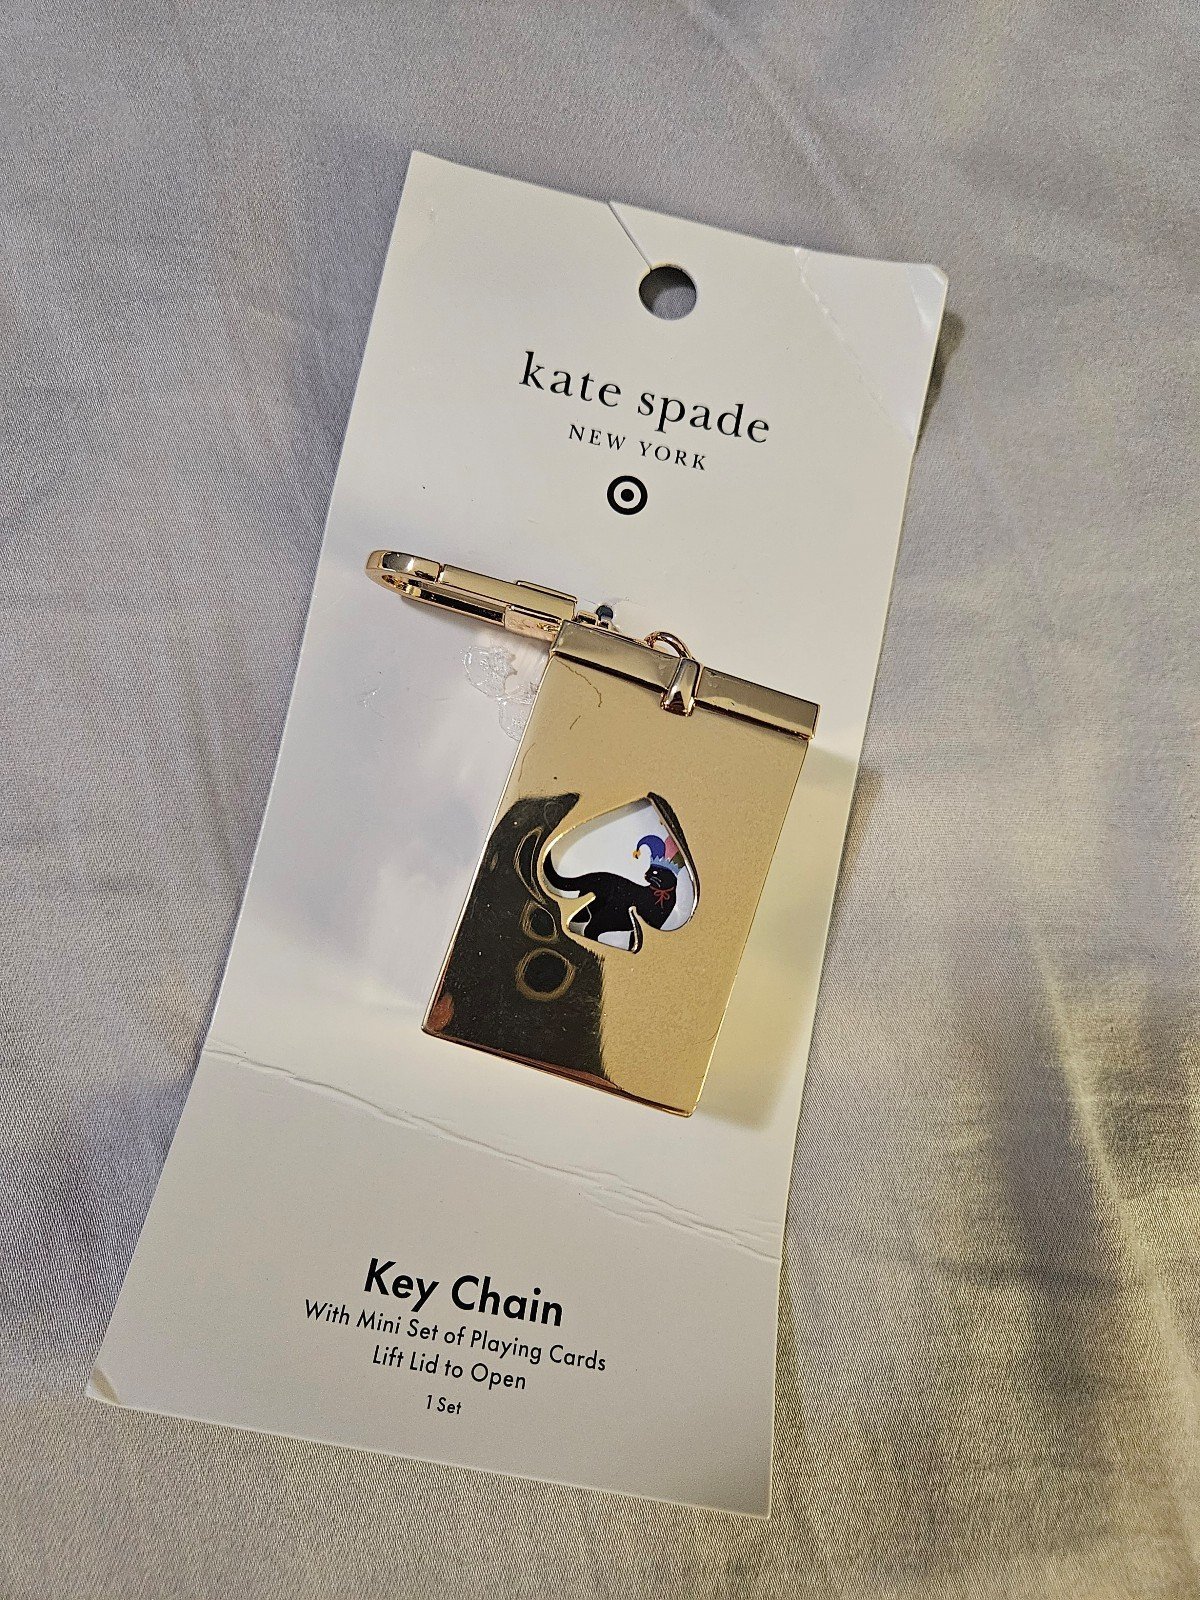 kate spade
NEW YORK
Key Chain
With Mini Set of Playing Cards
Lift Lid to Open
1 Set